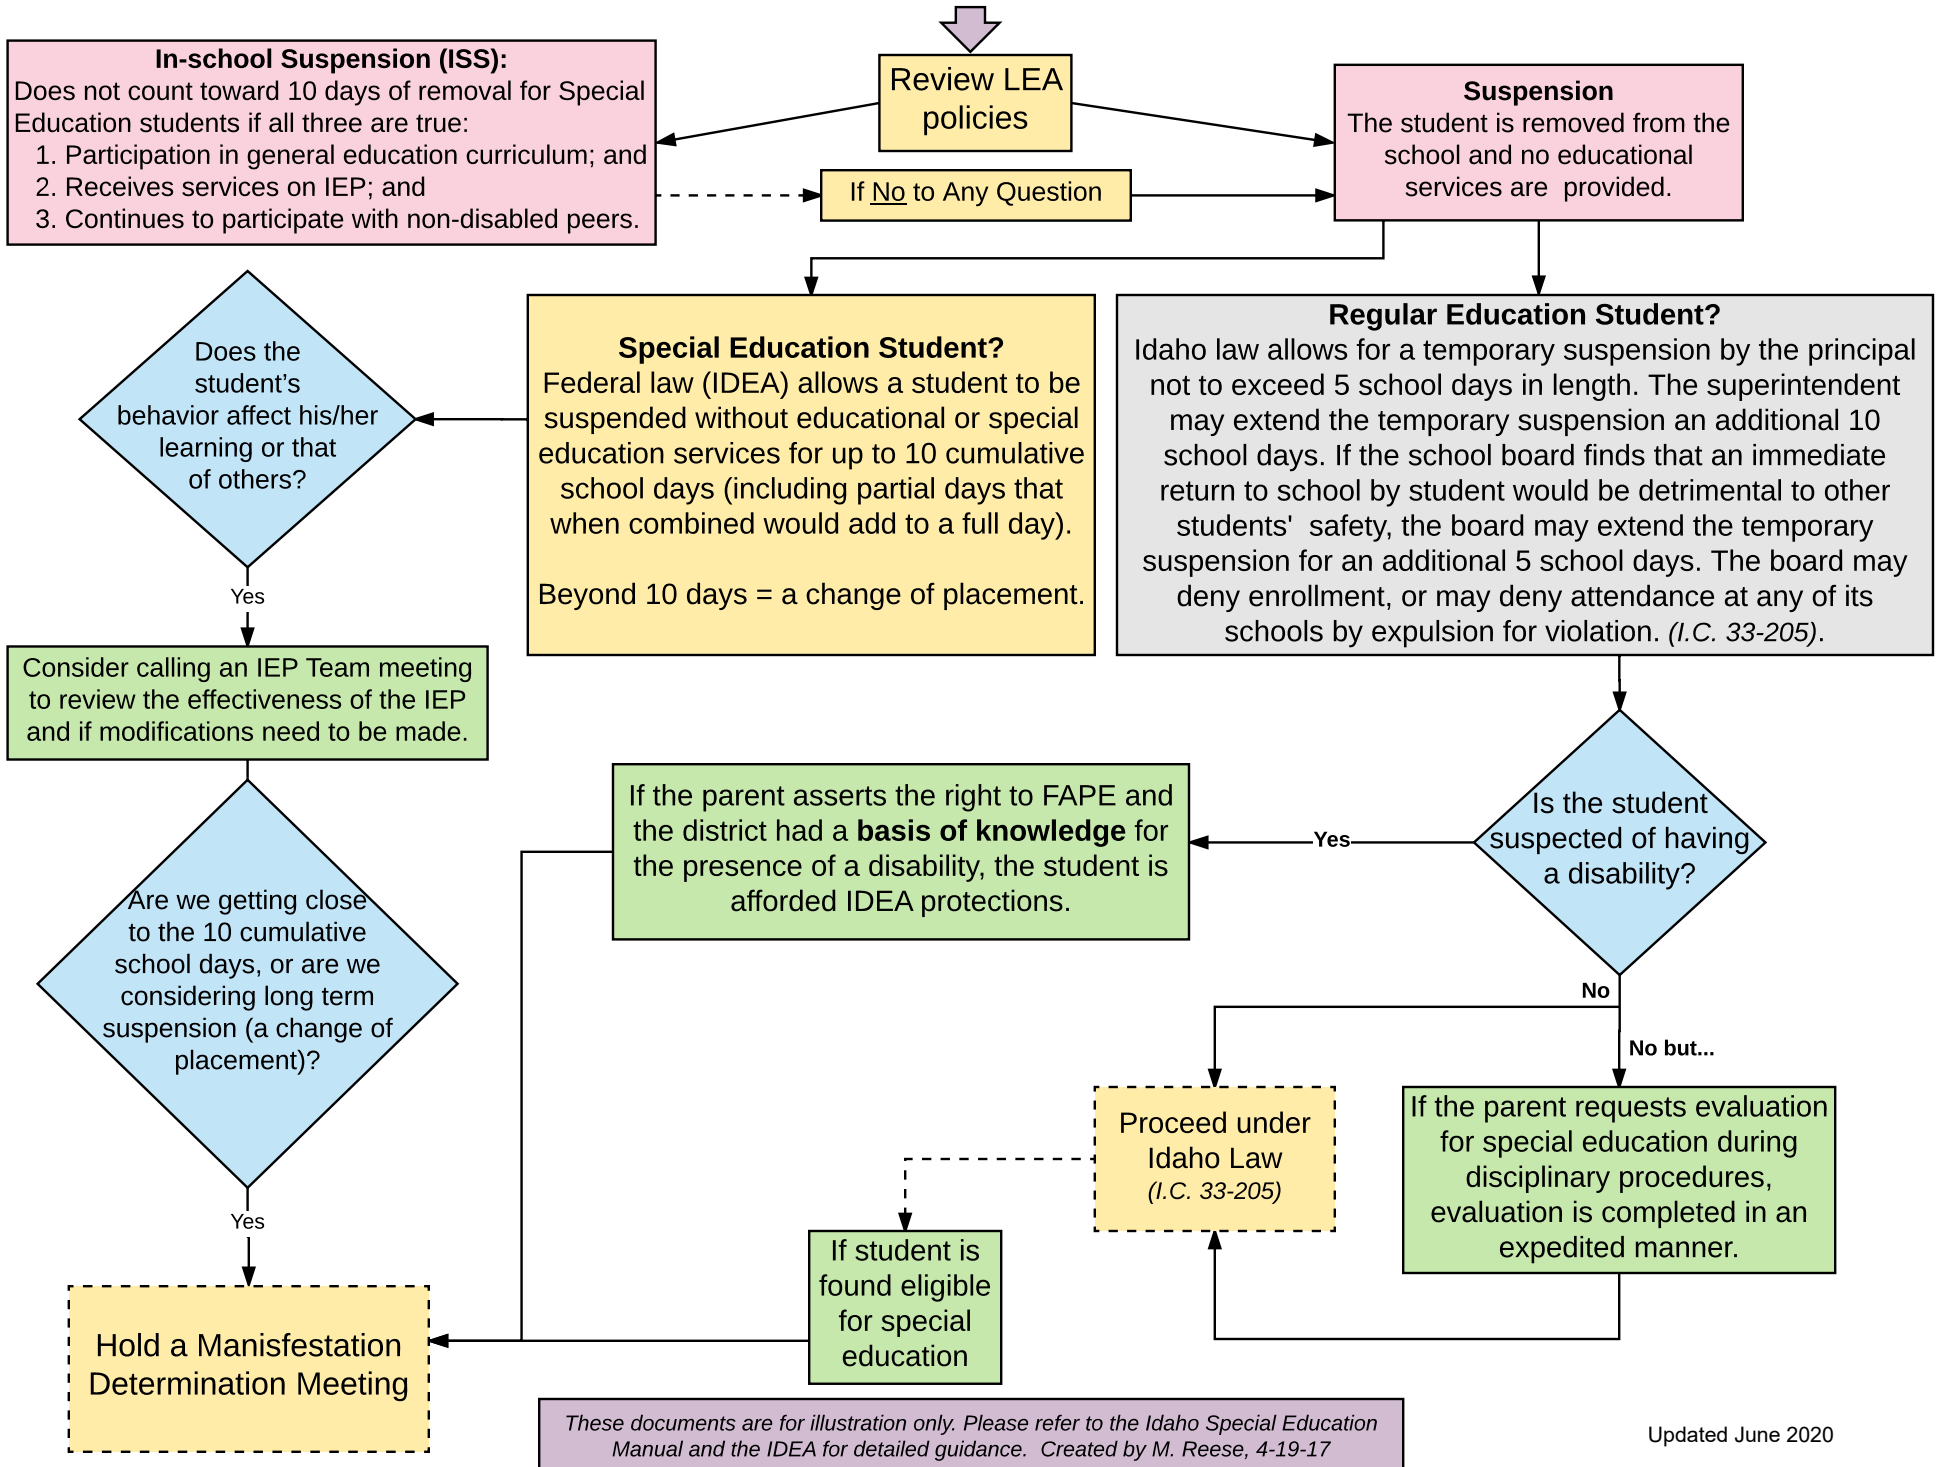 In-school Suspension (ISS):
Does not count toward 10 days of removal for Special
Education students if all three are true:
1. Participation in general education curriculum; and
2. Receives services on IEP; and
3. Continues to participate with non-disabled peers.
Review LEA
policies
If No to Any Question
Suspension
The student is removed from the
school and no educational
services are  provided.
Does the
student’s
behavior affect his/her
learning or that
of others?
Special Education Student?
Federal law (IDEA) allows a student to be
suspended without educational or special
education services for up to 10 cumulative
school days (including partial days that
when combined would add to a full day).
Beyond 10 days = a change of placement.
Regular Education Student?
Idaho law allows for a temporary suspension by the principal
not to exceed 5 school days in length. The superintendent
may extend the temporary suspension an additional 10
school days. If the school board finds that an immediate
return to school by student would be detrimental to other
students'  safety, the board may extend the temporary
suspension for an additional 5 school days. The board may
deny enrollment, or may deny attendance at any of its
schools by expulsion for violation. (I.C. 33-205).
Yes
Consider calling an IEP Team meeting
to review the effectiveness of the IEP
and if modifications need to be made.
If the parent asserts the right to FAPE and
the district had a basis of knowledge for
the presence of a disability, the student is
afforded IDEA protections.
Yes
Is the student
suspected of having
a disability?
Are we getting close
to the 10 cumulative
school days, or are we
considering long term
suspension (a change of
placement)?
No
No but...
Proceed under
Idaho Law
(I.C. 33-205)
If the parent requests evaluation
for special education during
disciplinary procedures,
evaluation is completed in an
expedited manner.
Yes
If student is
found eligible
for special
education
Hold a Manisfestation
Determination Meeting
These documents are for illustration only. Please refer to the Idaho Special Education
Manual and the IDEA for detailed guidance.  Created by M. Reese, 4-19-17
Updated June 2020